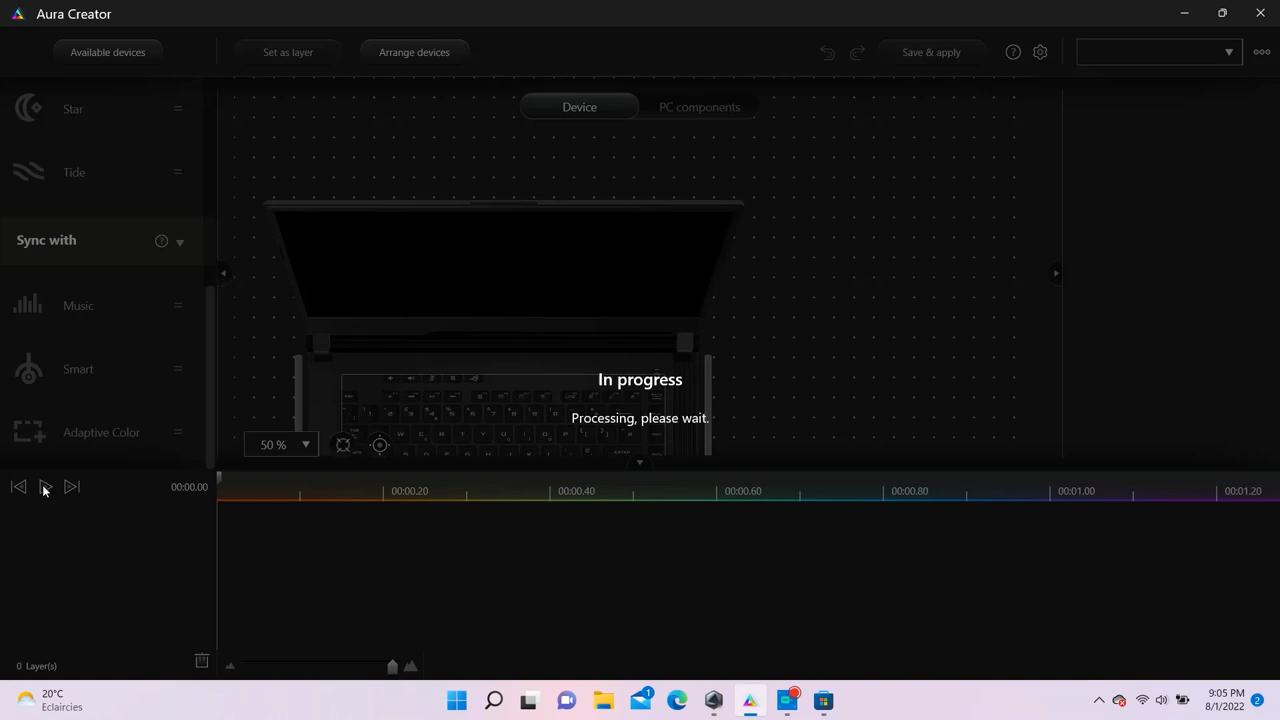 Aura Creator
Available devices
Set as layer
Arrange devices
Save & apply
Device
PC components
Star
Tide
Sync with
Music
Smart
Adaptive Color
In progress
Processing, please wait.
50 %
00:00.00
00:00.20
00:00.40
00:00.60
00:00.80
00:01.00
00:01.20
0 Layer(s)
20°C
Eclaircies
1
9:05 PM
8/1/2022
2